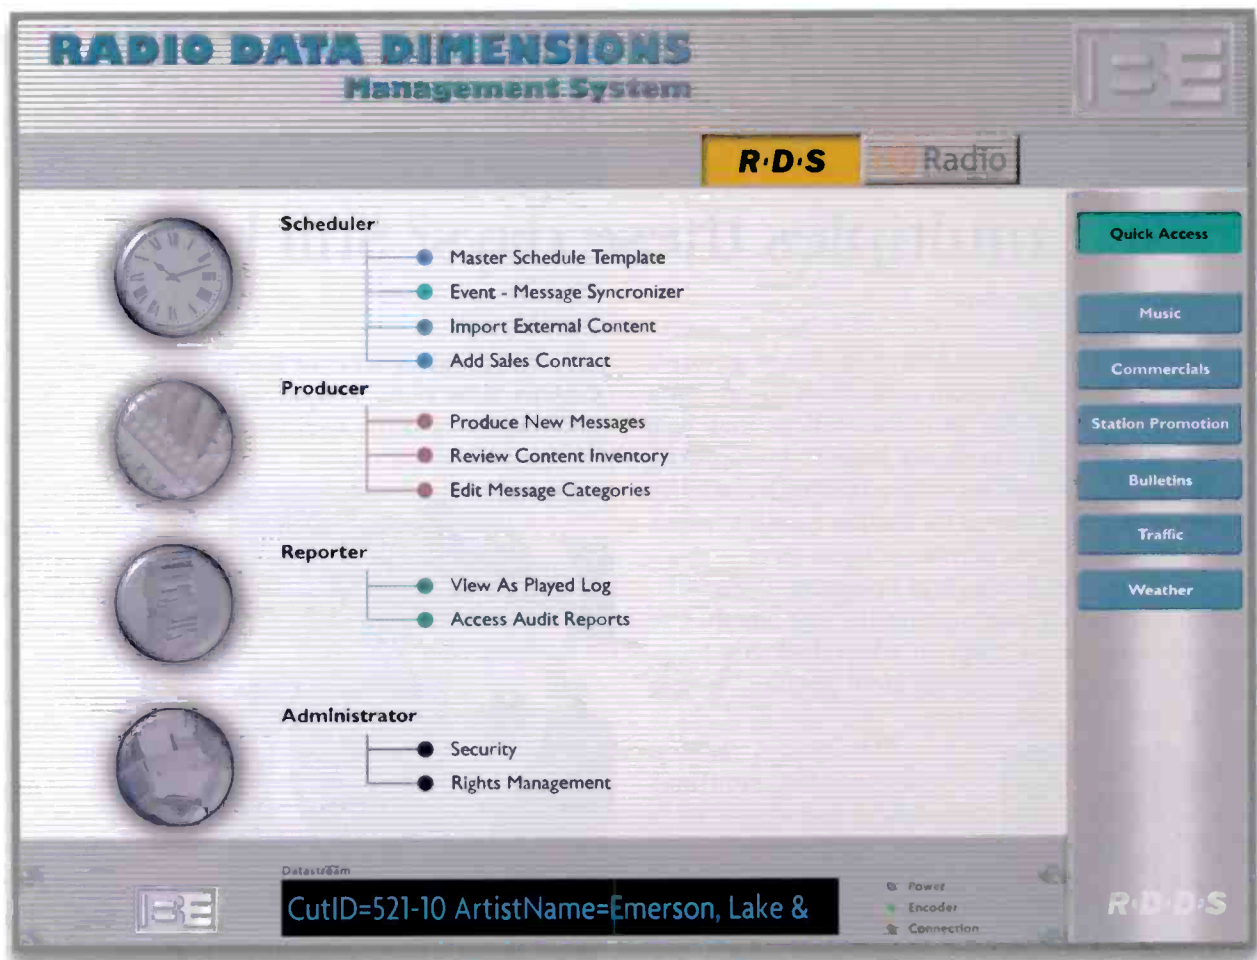 RADIO DATA DIMENSIONS
Management System
BE
R·D·S
HD Radio
Scheduler
Master Schedule Template
Event - Message Syncronizer
Import External Content
Add Sales Contract
Producer
Produce New Messages
Review Content Inventory
Edit Message Categories
Reporter
View As Played Log
Access Audit Reports
Administrator
Security
Rights Management
Quick Access
Music
Commercials
Station Promotion
Bulletins
Traffic
Weather
Datastream
BE
CutID=521-10 ArtistName=Emerson, Lake &
Power
Encoder
Connection
R·D·D·S